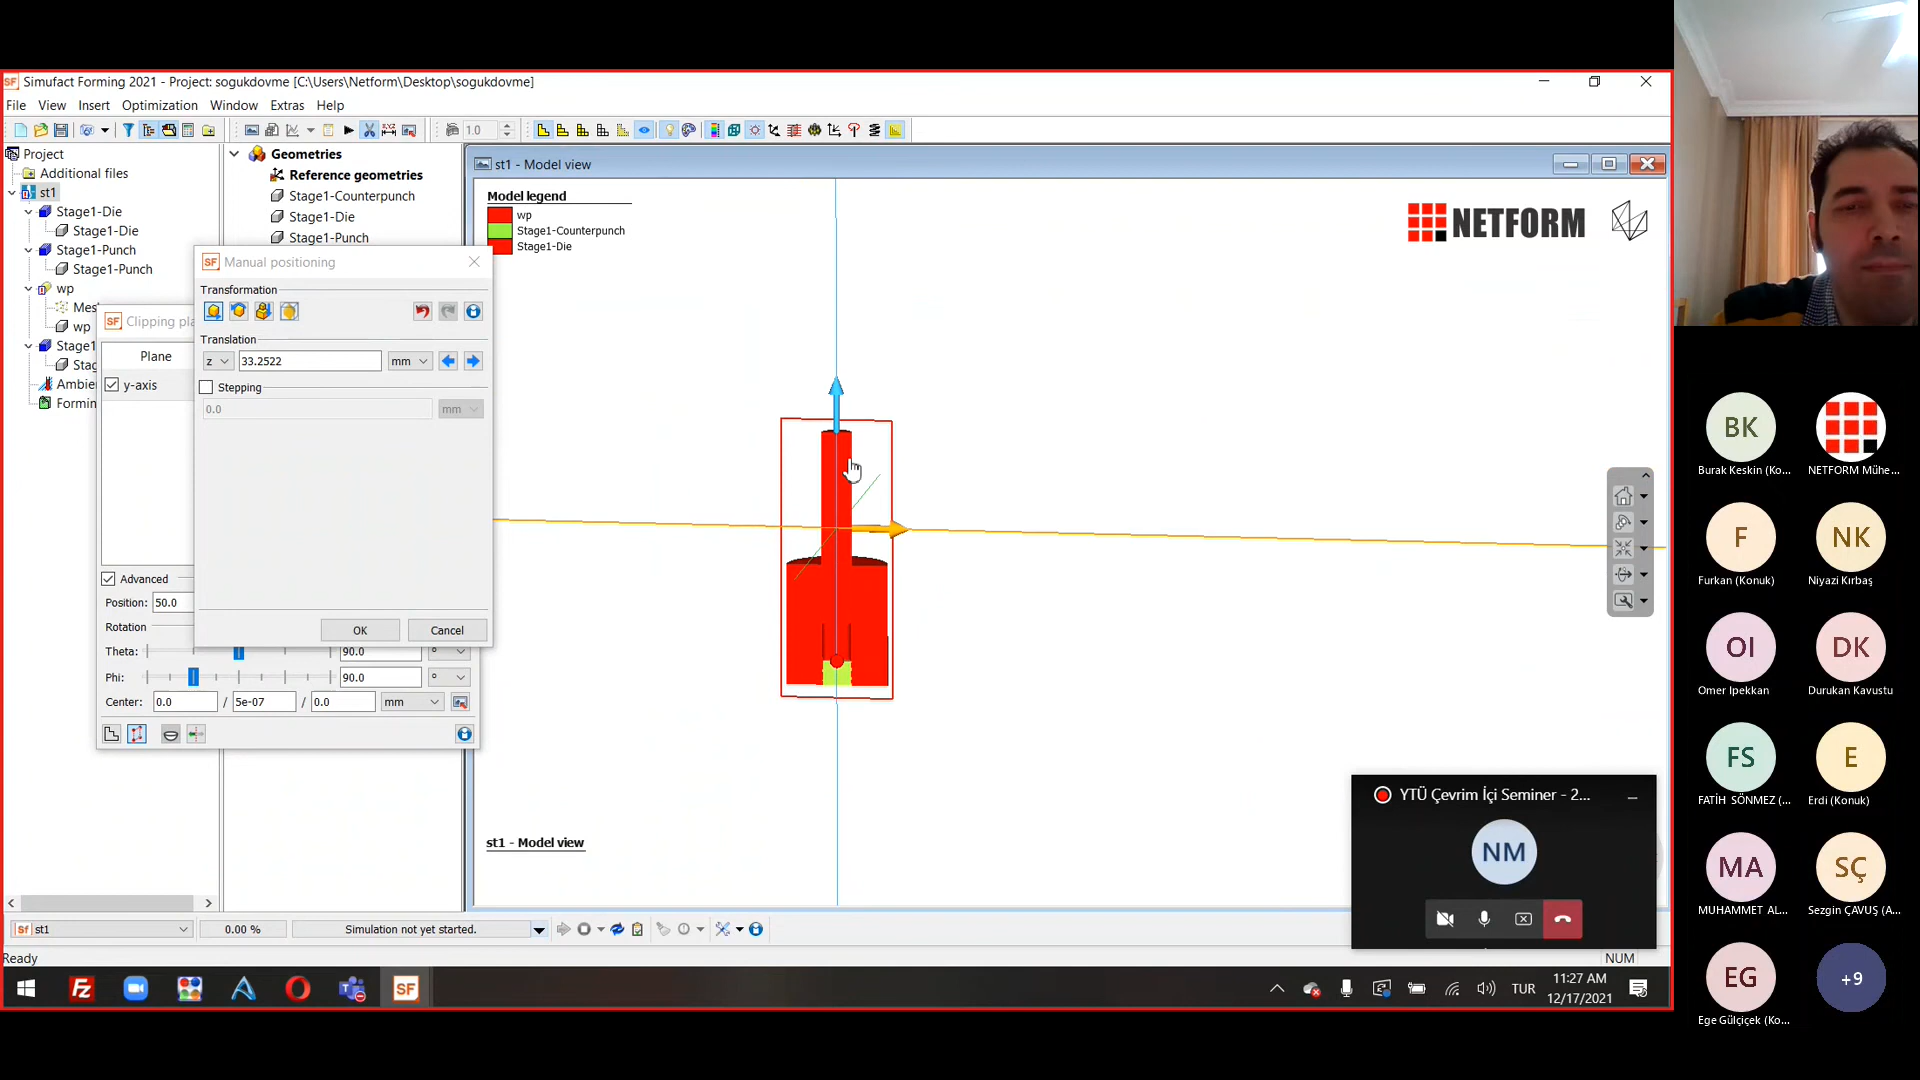 Simufact Forming 2021 - Project: sogukdovme [C:\Users\Netform\Desktop\sogukdovme]
File View Insert Optimization Window Extras Help
1.0
Project
Additional files
st1
Stage1-Die
Stage1-Die
Stage1-Punch
Stage1-Punch
wp
Mes
wp
Stage1
Stag
Ambie
Formin
Geometries
Reference geometries
Stage1-Counterpunch
Stage1-Die
Stage1-Punch
Clipping pla
Plane
y-axis
Advanced
Position: 50.0
Rotation
Theta: 90.0 °
Phi: 90.0 °
Center: 0.0 / 5e-07 / 0.0 mm
Manual positioning
Transformation
Translation
z 33.2522 mm
Stepping
0.0 mm
OK Cancel
st1 - Model view
Model legend
wp
Stage1-Counterpunch
Stage1-Die
NETFORM
st1 - Model view
YTÜ Çevrim İçi Seminer - 2...
NM
st1 0.00 % Simulation not yet started.
Ready
NUM
TUR
11:27 AM
12/17/2021
BK
Burak Keskin (Ko...
NETFORM Mühe...
F
Furkan (Konuk)
NK
Niyazi Kırbaş
OI
Omer Ipekkan
DK
Durukan Kavustu
FS
FATİH SÖNMEZ (...
E
Erdi (Konuk)
MA
MUHAMMET AL...
SÇ
Sezgin ÇAVUŞ (A...
EG
Ege Gülçiçek (Ko...
+9